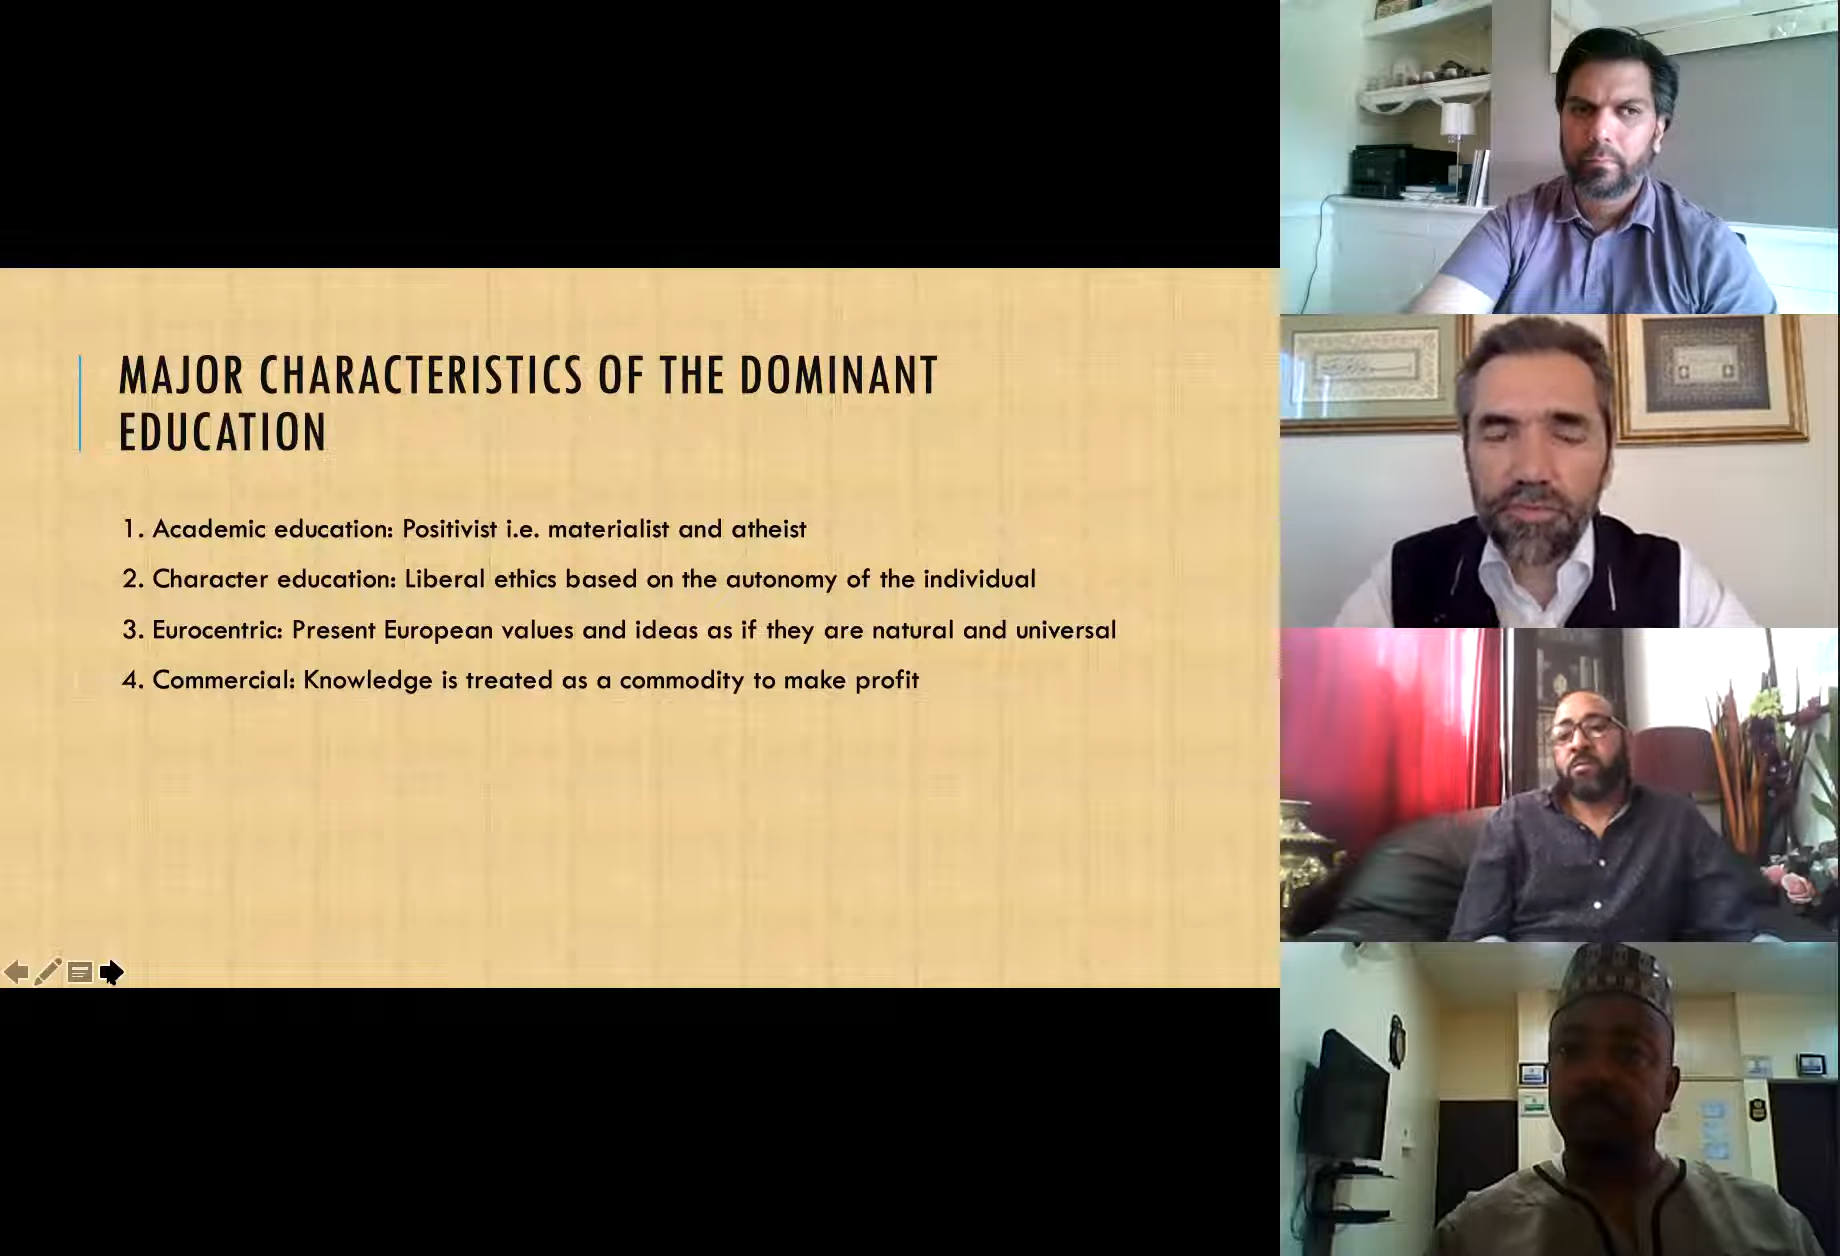 MAJOR CHARACTERISTICS OF THE DOMINANT
EDUCATION
1. Academic education: Positivist i.e. materialist and atheist
2. Character education: Liberal ethics based on the autonomy of the individual
3. Eurocentric: Present European values and ideas as if they are natural and universal
4. Commercial: Knowledge is treated as a commodity to make profit